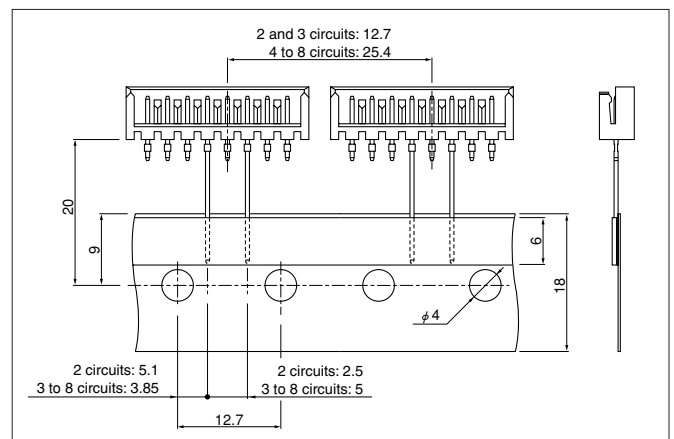 2 and 3 circuits: 12.7
4 to 8 circuits: 25.4
20
9
6
18
φ4
2 circuits: 5.1
3 to 8 circuits: 3.85
2 circuits: 2.5
3 to 8 circuits: 5
12.7